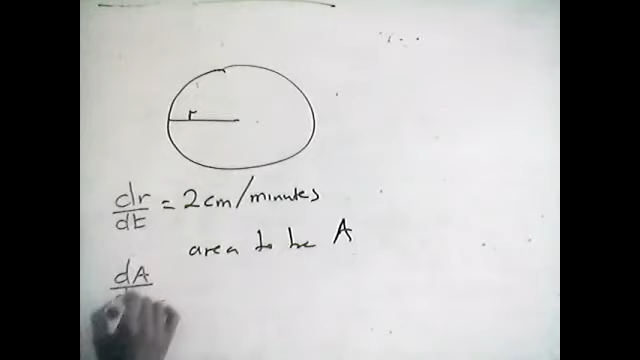 r
dr/dt = 2cm/minutes
area to be A
dA